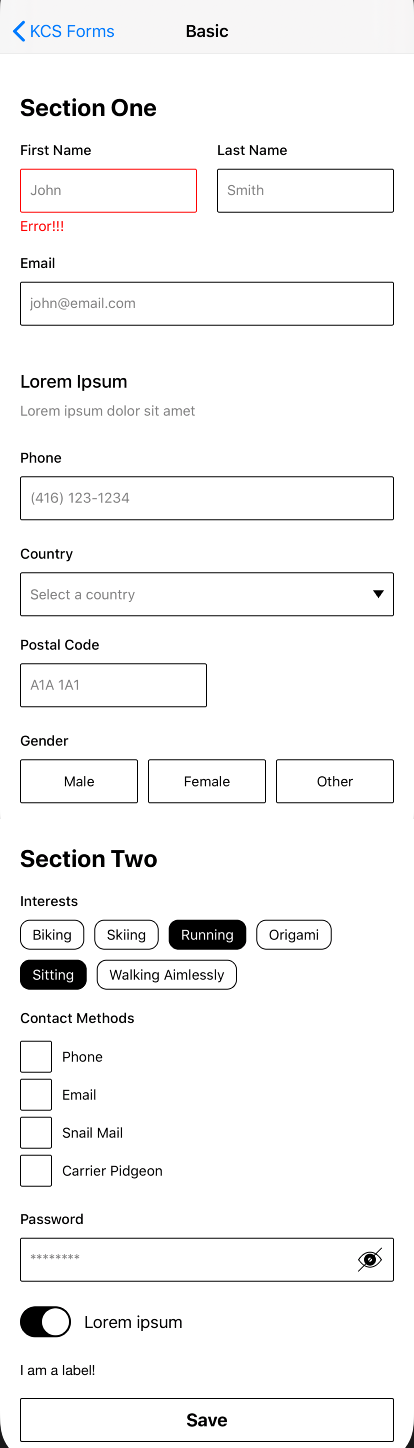 KCS Forms Basic
Section One
First Name Last Name
John Smith
Error!!!
Email
john@email.com
Lorem Ipsum
Lorem ipsum dolor sit amet
Phone
(416) 123-1234
Country
Select a country
Postal Code
A1A 1A1
Gender
Male Female Other
Section Two
Interests
Biking Skiing Running Origami
Sitting Walking Aimlessly
Contact Methods
Phone
Email
Snail Mail
Carrier Pidgeon
Password
********
Lorem ipsum
I am a label!
Save